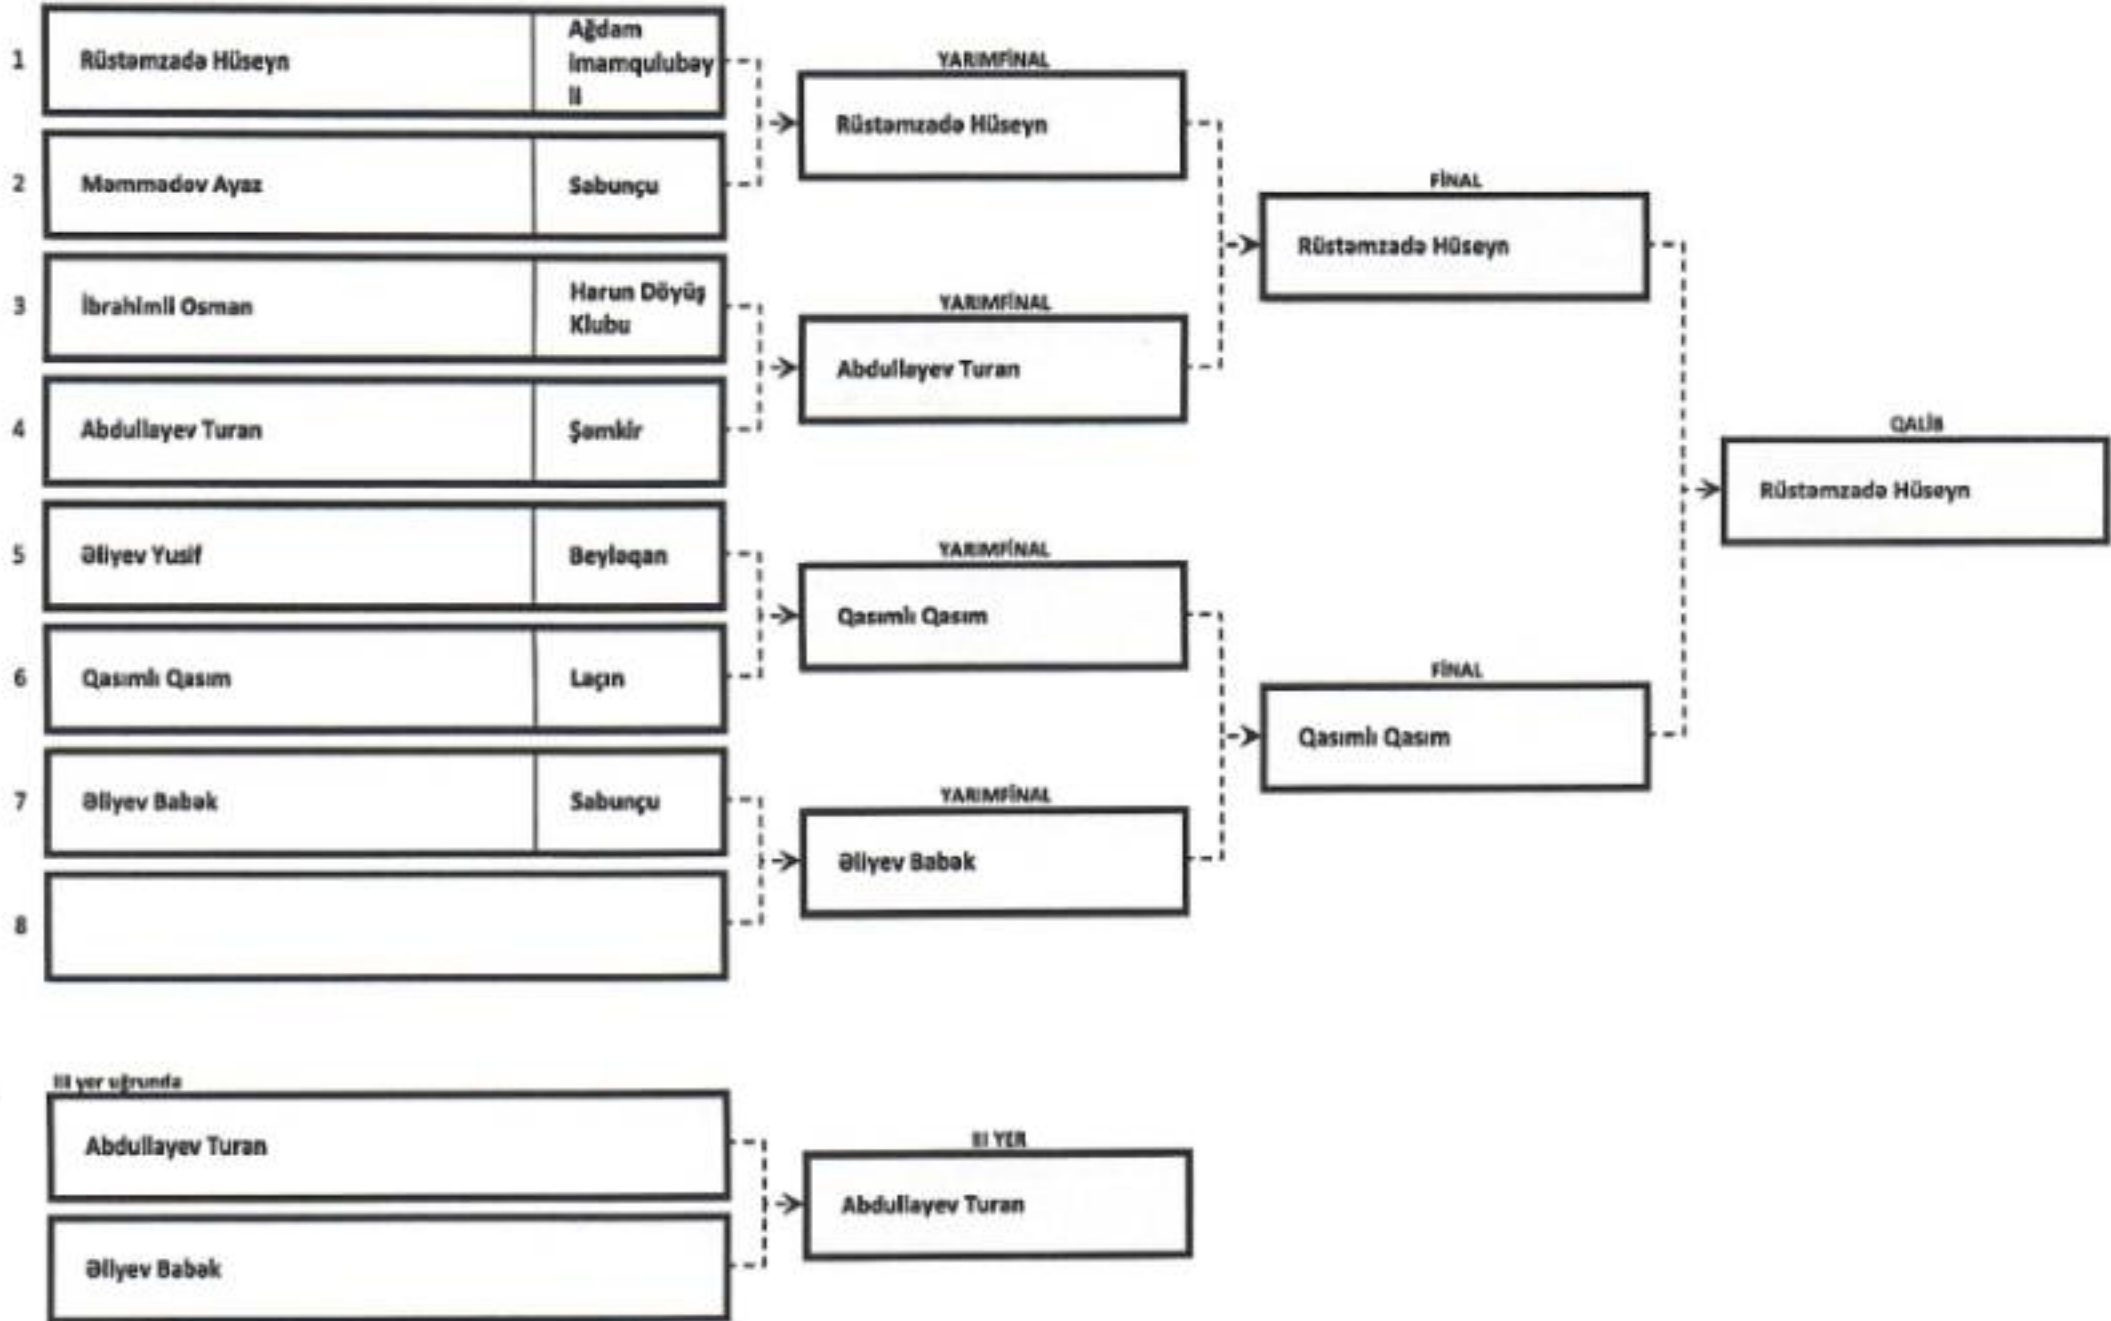 1 Rüstəmzadə Hüseyn Ağdam
imamqulubəy
li
2 Məmmədov Ayaz Sabunçu
3 İbrahimli Osman Harun Döyüş
Klubu
4 Abdullayev Turan Şəmkir
5 Əliyev Yusif Beyləqan
6 Qasımlı Qasım Laçın
7 Əliyev Babək Sabunçu
8
YARIMFİNAL
Rüstəmzadə Hüseyn
YARIMFİNAL
Abdullayev Turan
YARIMFİNAL
Qasımlı Qasım
YARIMFİNAL
Əliyev Babək
FİNAL
Rüstəmzadə Hüseyn
FİNAL
Qasımlı Qasım
QALİB
Rüstəmzadə Hüseyn
III yer uğrunda
Abdullayev Turan
Əliyev Babək
III YER
Abdullayev Turan